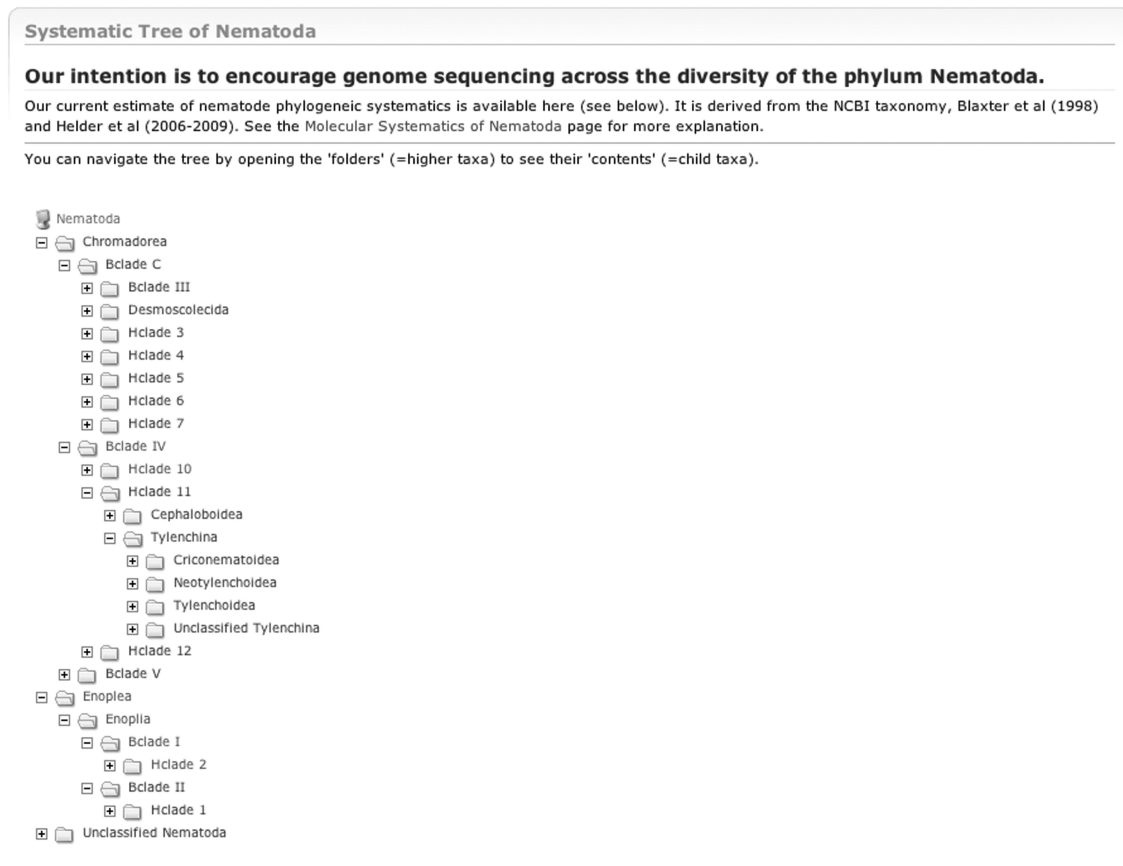 Systematic Tree of Nematoda
Our intention is to encourage genome sequencing across the diversity of the phylum Nematoda.
Our current estimate of nematode phylogeneic systematics is available here (see below). It is derived from the NCBI taxonomy, Blaxter et al (1998)
and Helder et al (2006-2009). See the Molecular Systematics of Nematoda page for more explanation.
You can navigate the tree by opening the 'folders' (=higher taxa) to see their 'contents' (=child taxa).
Nematoda
Chromadorea
Bclade C
Bclade III
Desmoscolecida
Hclade 3
Hclade 4
Hclade 5
Hclade 6
Hclade 7
Bclade IV
Hclade 10
Hclade 11
Cephaloboidea
Tylenchina
Criconematoidea
Neotylenchoidea
Tylenchoidea
Unclassified Tylenchina
Hclade 12
Bclade V
Enoplea
Enoplia
Bclade I
Hclade 2
Bclade II
Hclade 1
Unclassified Nematoda